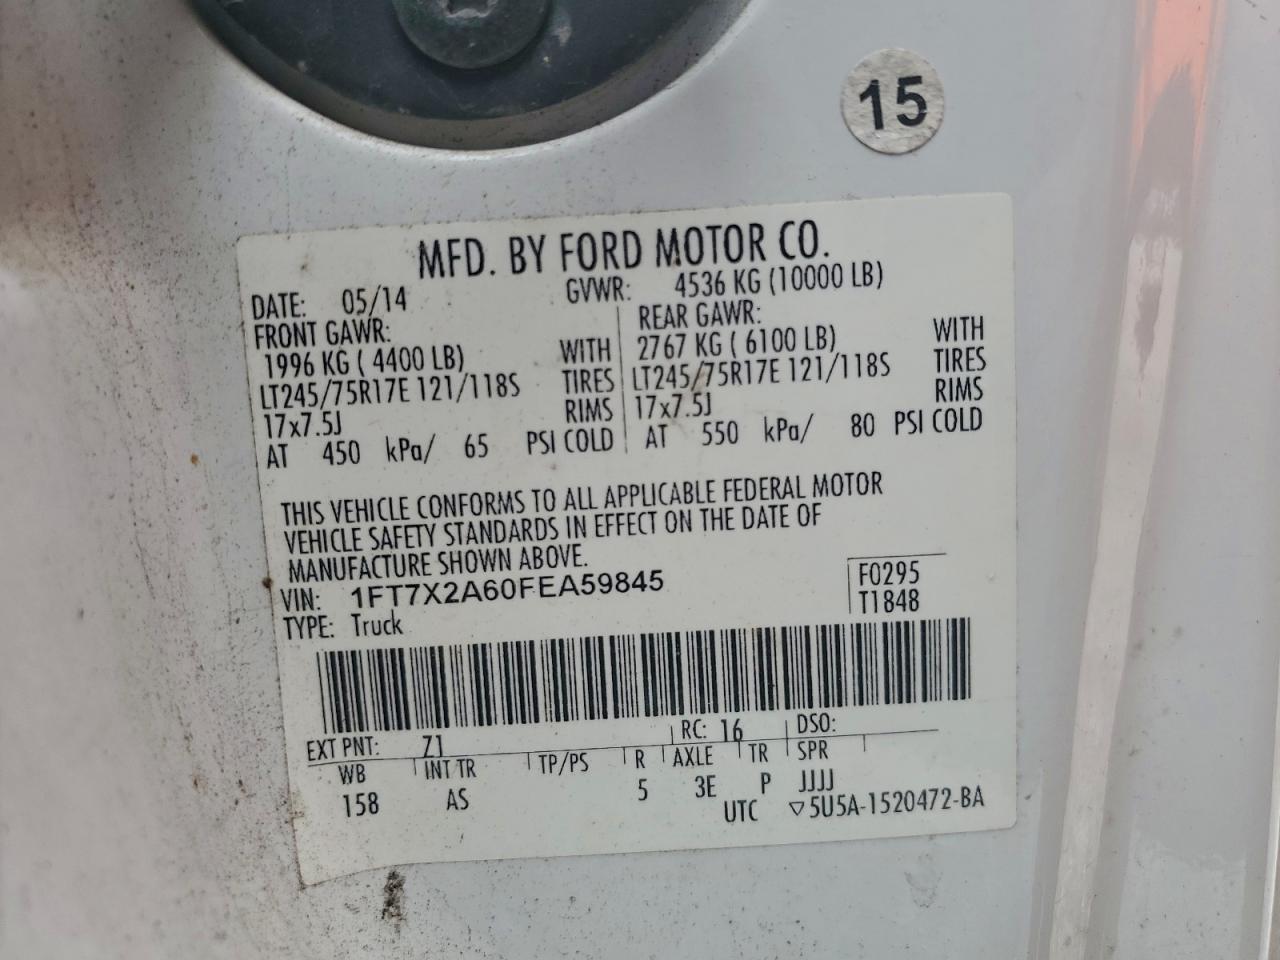 15
MFD. BY FORD MOTOR CO.
DATE: 05/14 GVWR: 4536 KG (10000 LB)
FRONT GAWR: REAR GAWR:
1996 KG ( 4400 LB) WITH 2767 KG ( 6100 LB) WITH
LT245/75R17E 121/118S TIRES LT245/75R17E 121/118S TIRES
17x7.5J RIMS 17x7.5J RIMS
AT 450 kPa/ 65 PSI COLD AT 550 kPa/ 80 PSI COLD
THIS VEHICLE CONFORMS TO ALL APPLICABLE FEDERAL MOTOR
VEHICLE SAFETY STANDARDS IN EFFECT ON THE DATE OF
MANUFACTURE SHOWN ABOVE.
VIN: 1FT7X2A60FEA59845 F0295
TYPE: Truck T1848
EXT PNT: Z1 RC: 16 DSO:
WB INT TR TP/PS R AXLE TR SPR
158 AS 5 3E P JJJJ
UTC ▽5U5A-1520472-BA